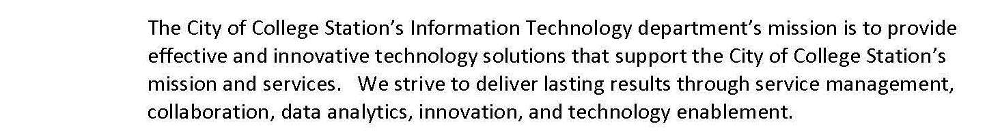 The City of College Station’s Information Technology department’s mission is to provide
effective and innovative technology solutions that support the City of College Station’s
mission and services.   We strive to deliver lasting results through service management,
collaboration, data analytics, innovation, and technology enablement.